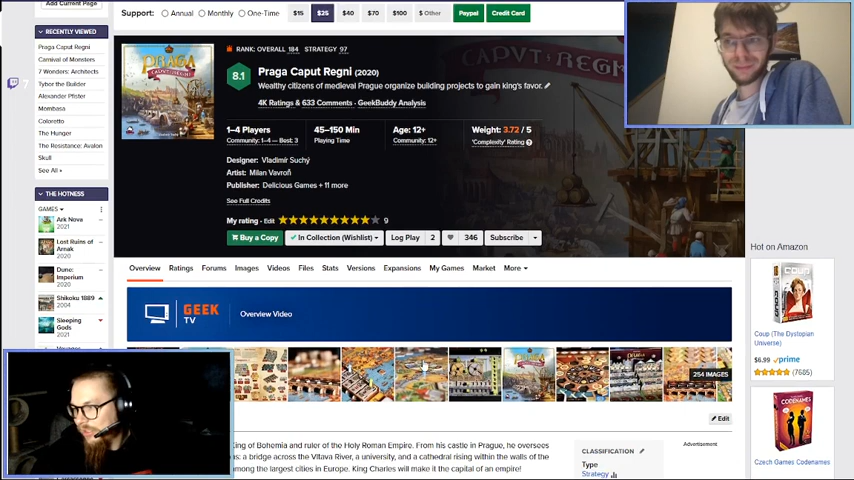 Add Current Page
Support: Annual Monthly One-Time $15 $25 $40 $70 $100 $ Other Paypal Credit Card
RECENTLY VIEWED
Praga Caput Regni
Carnival of Monsters
7 Wonders: Architects
Tybor the Builder
Alexander Pfister
Mombasa
Coloretto
The Hunger
The Resistance: Avalon
Skull
See All
THE HOTNESS
GAMES
Ark Nova
2021
Lost Ruins of
Arnak
2020
Dune:
Imperium
2020
Shikoku 1889
2004
Sleeping
Gods
2021
PRAGA
CAPUT REGNI
RANK: OVERALL 184 STRATEGY 97
8.1
Praga Caput Regni (2020)
Wealthy citizens of medieval Prague organize building projects to gain king's favor.
4K Ratings & 633 Comments · GeekBuddy Analysis
1–4 Players
Community: 1–4 — Best: 3
45–150 Min
Playing Time
Age: 12+
Community: 12+
Weight: 3.72 / 5
'Complexity' Rating
Designer: Vladimír Suchý
Artist: Milan Vavroň
Publisher: Delicious Games + 11 more
See Full Credits
My rating · Edit 9
Buy a Copy In Collection (Wishlist) Log Play 2 346 Subscribe
Overview Ratings Forums Images Videos Files Stats Versions Expansions My Games Market More
GEEK
TV
Overview Video
254 IMAGES
Edit
King of Bohemia and ruler of the Holy Roman Empire. From his castle in Prague, he oversees
a bridge across the Vltava River, a university, and a cathedral rising within the walls of the
among the largest cities in Europe. King Charles will make it the capital of an empire!
CLASSIFICATION
Type
Strategy
Advertisement
Hot on Amazon
COUP
Coup (The Dystopian
Universe)
$6.99 prime
(7665)
CODENAMES
Czech Games Codenames